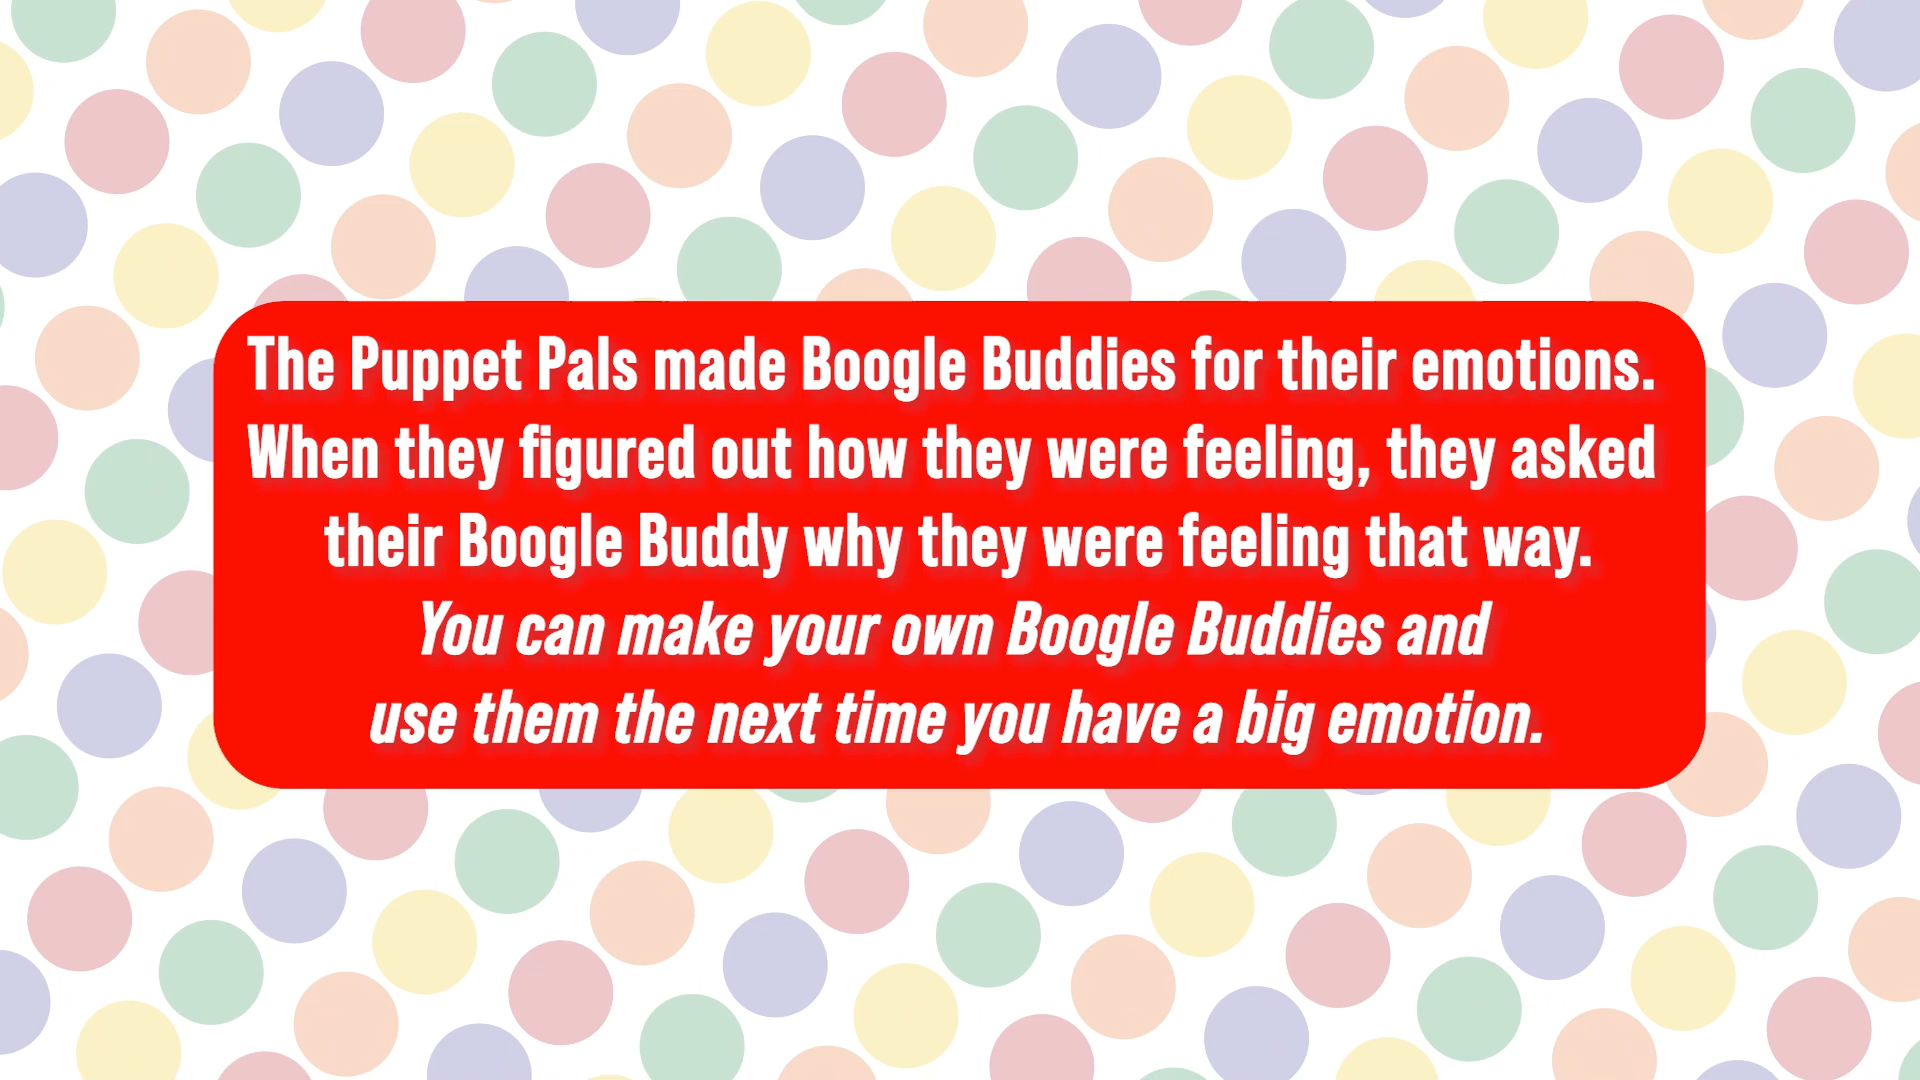 The Puppet Pals made Boogle Buddies for their emotions.
When they figured out how they were feeling, they asked
their Boogle Buddy why they were feeling that way.
You can make your own Boogle Buddies and
use them the next time you have a big emotion.